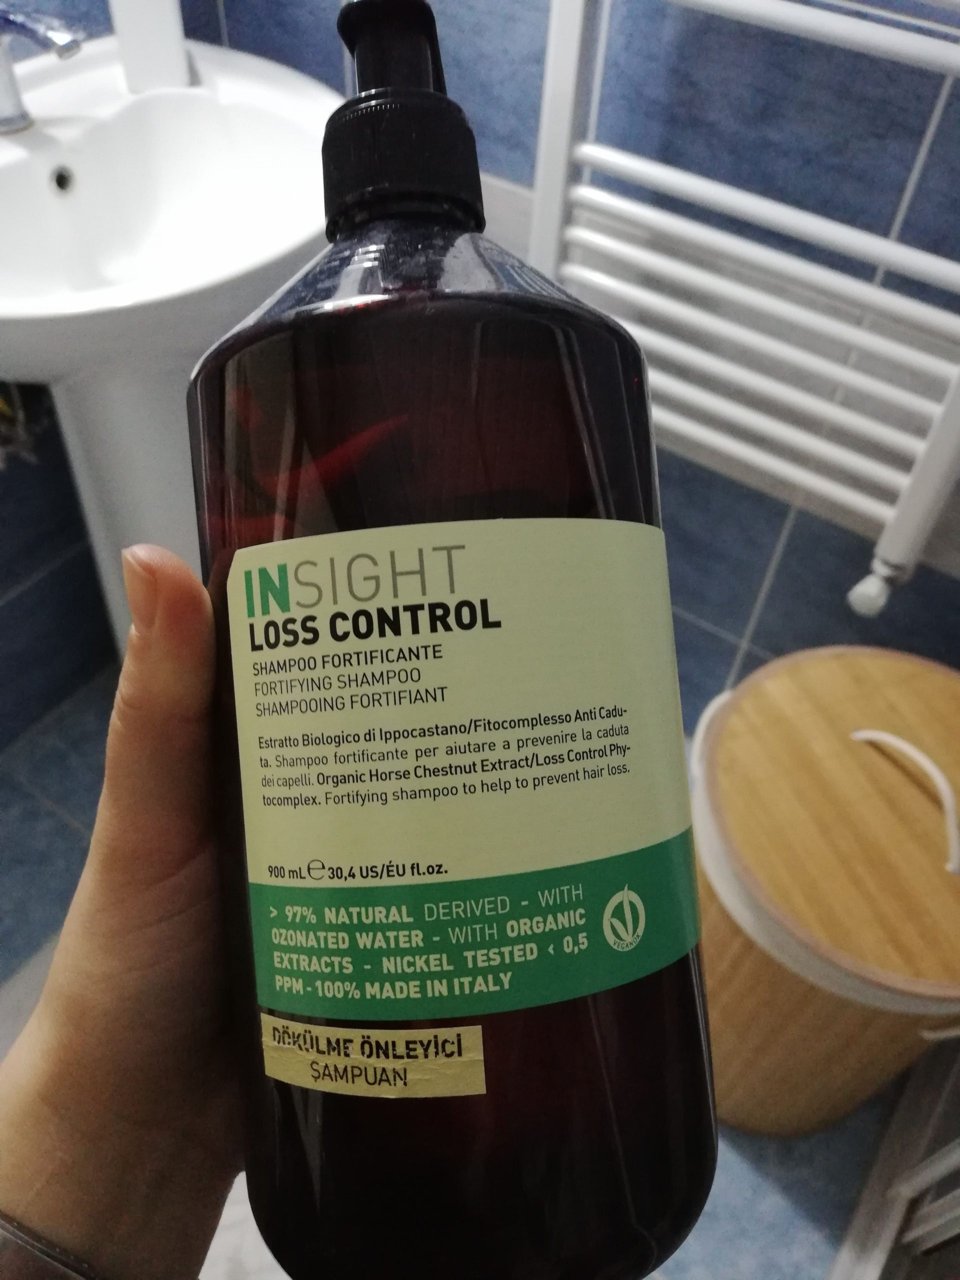 INSIGHT
LOSS CONTROL
SHAMPOO FORTIFICANTE
FORTIFYING SHAMPOO
SHAMPOOING FORTIFIANT
Estratto Biologico di Ippocastano/Fitocomplesso Anti Cadu-
ta. Shampoo fortificante per aiutare a prevenire la caduta
dei capelli. Organic Horse Chestnut Extract/Loss Control Phy-
tocomplex. Fortifying shampoo to help to prevent hair loss.
900 mL℮30,4 US/ÉU fl.oz.
> 97% NATURAL DERIVED - WITH
OZONATED WATER - WITH ORGANIC
EXTRACTS - NICKEL TESTED < 0,5
PPM - 100% MADE IN ITALY
VEGANOK
DÖKÜLME ÖNLEYİCİ
ŞAMPUAN